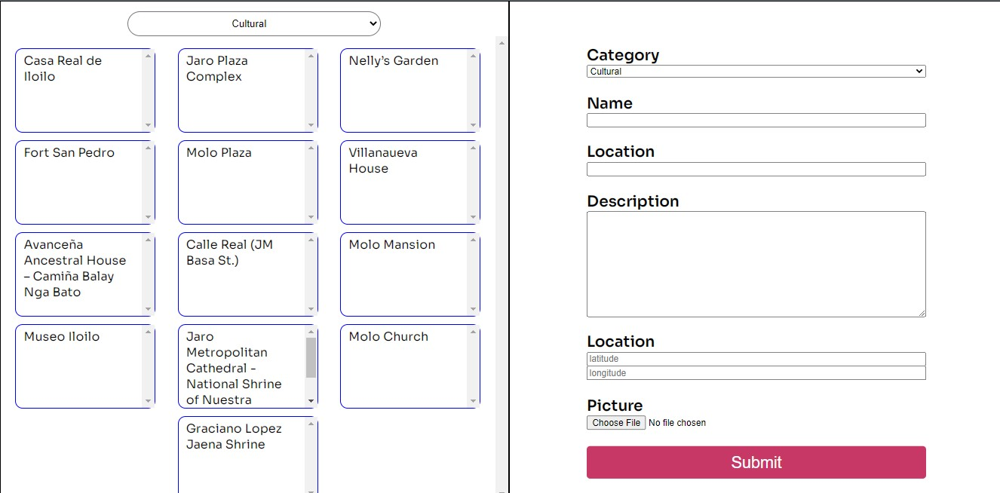 Cultural
Casa Real de
Iloilo
Jaro Plaza
Complex
Nelly’s Garden
Fort San Pedro
Molo Plaza
Villanaueva
House
Avanceña
Ancestral House
– Camiña Balay
Nga Bato
Calle Real (JM
Basa St.)
Molo Mansion
Museo Iloilo
Jaro
Metropolitan
Cathedral -
National Shrine
of Nuestra
Molo Church
Graciano Lopez
Jaena Shrine
Category
Cultural
Name
Location
Description
Location
latitude
longitude
Picture
Choose File No file chosen
Submit